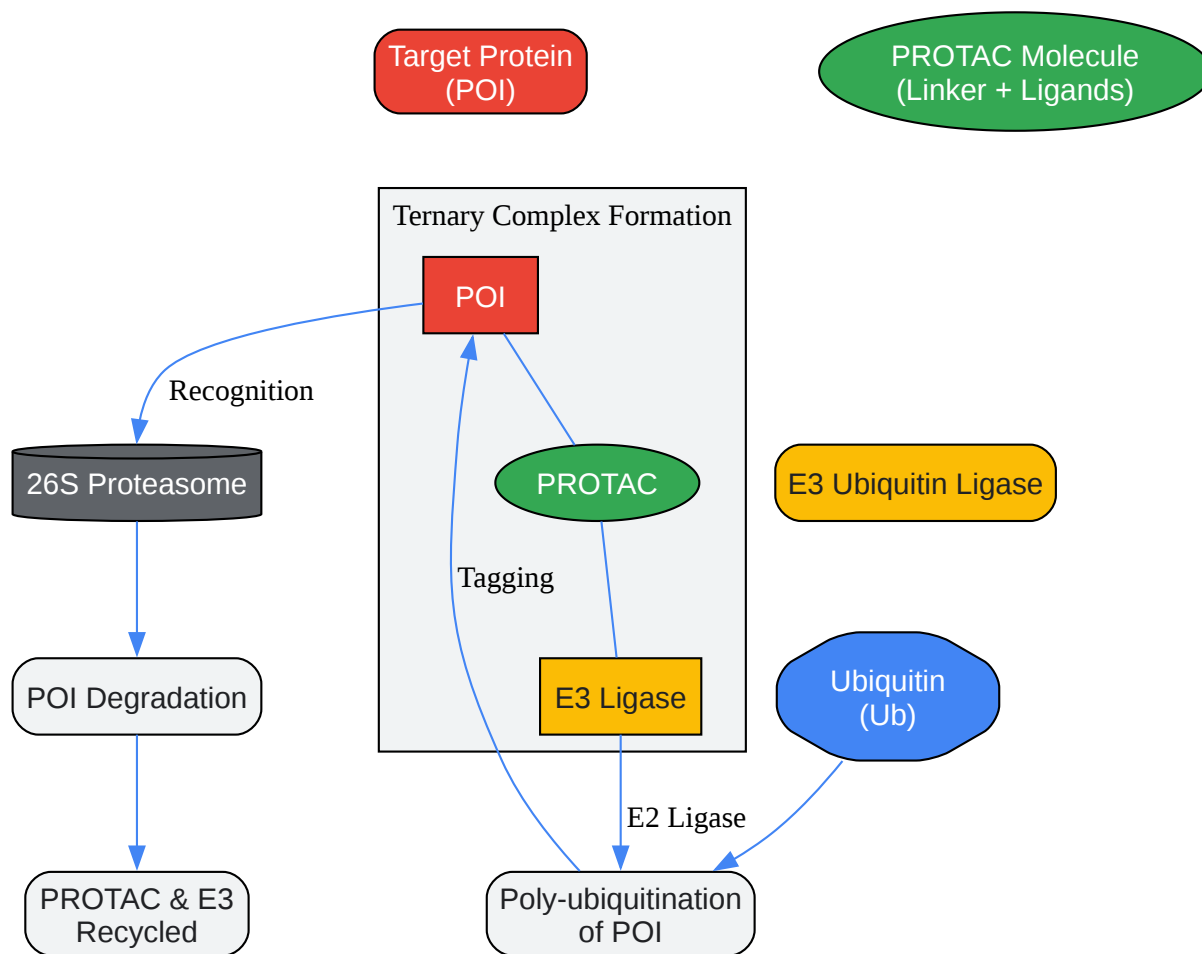 Target Protein
(POI)
PROTAC Molecule
(Linker + Ligands)
Ternary Complex Formation
POI
Recognition
26S Proteasome
PROTAC
E3 Ubiquitin Ligase
Tagging
POI Degradation
E3 Ligase
Ubiquitin
(Ub)
E2 Ligase
PROTAC & E3
Recycled
Poly-ubiquitination
of POI